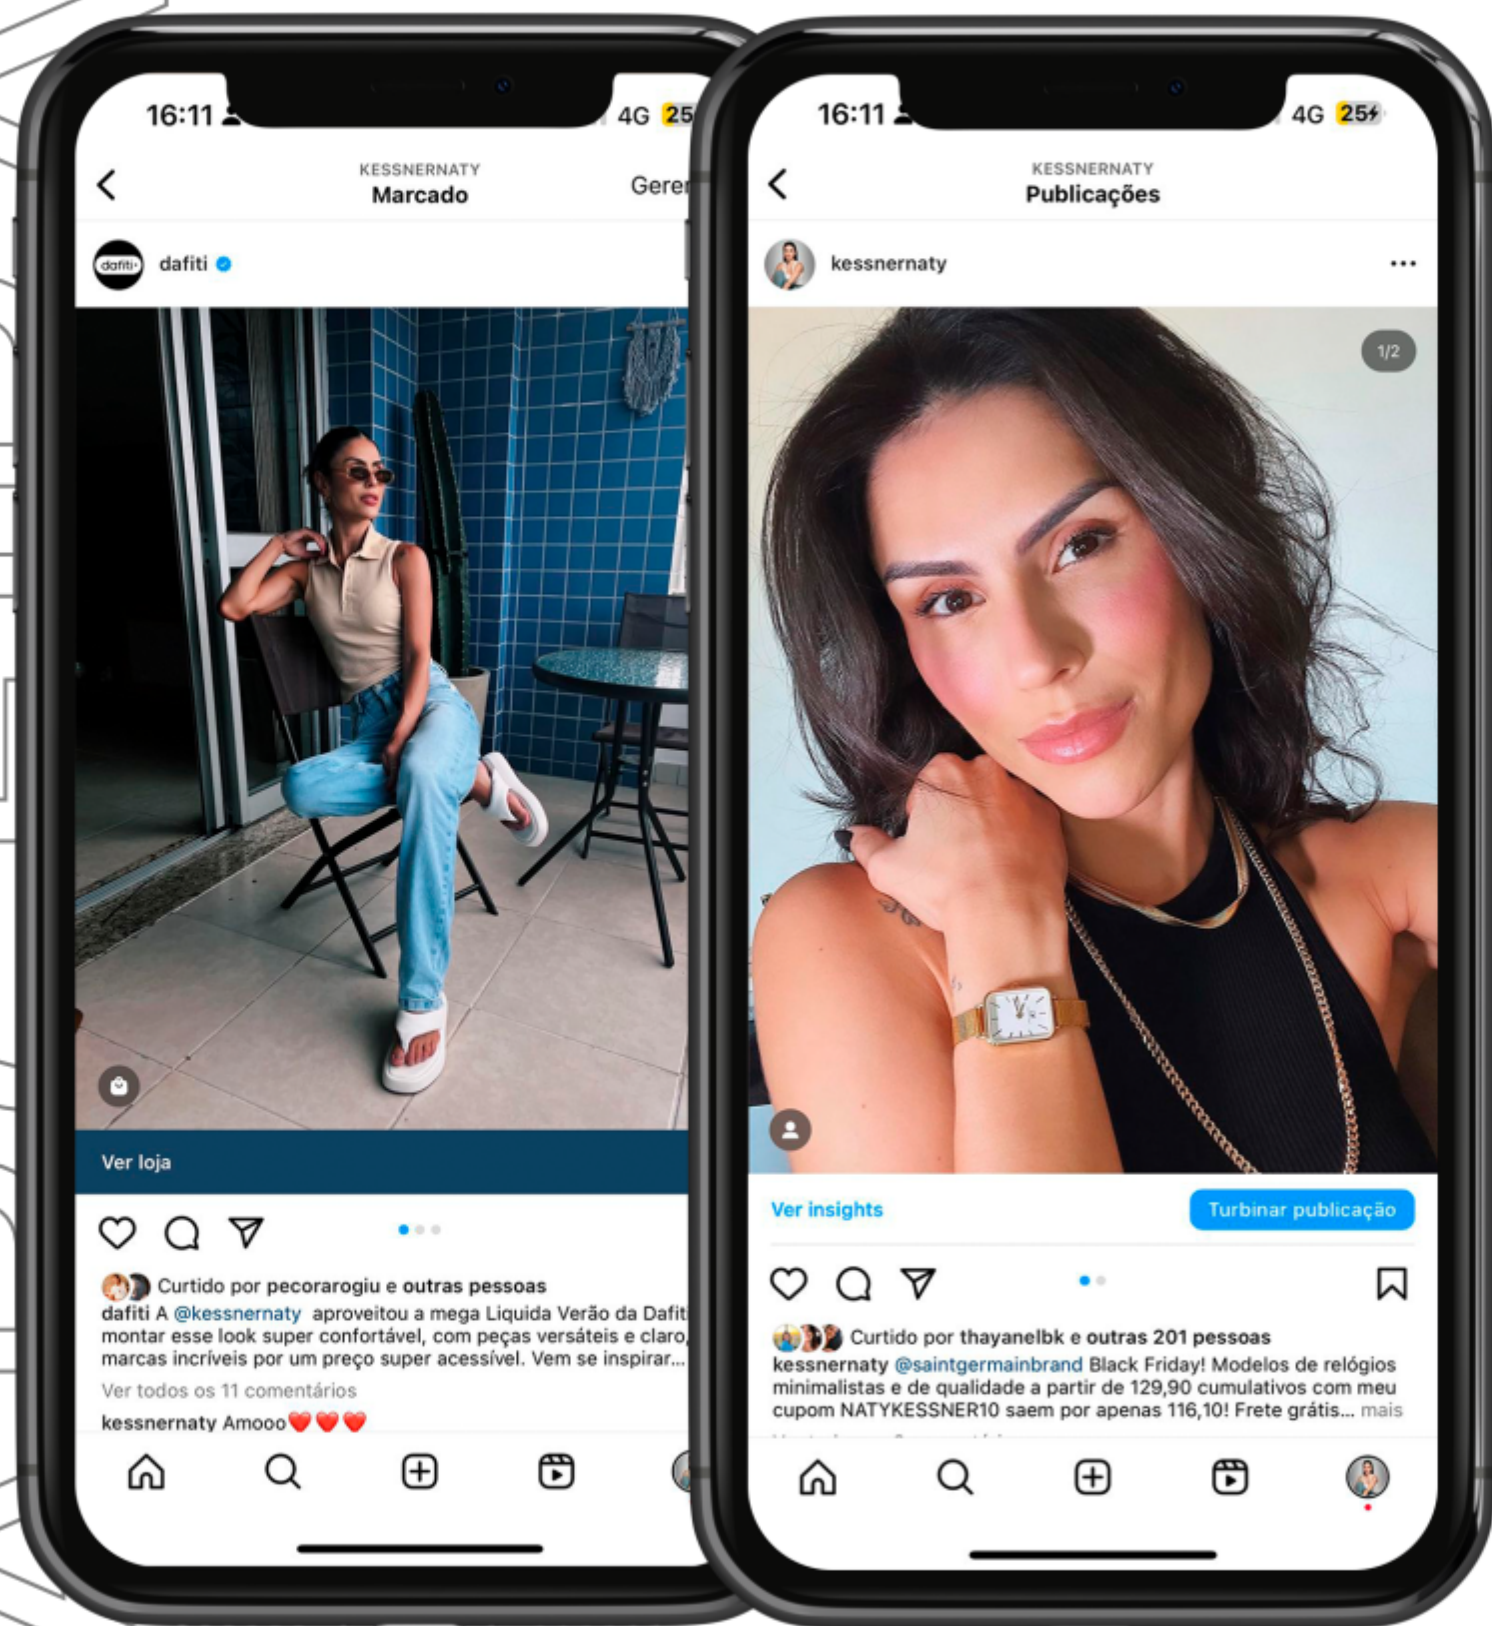 16:11
4G 25
KESSNERNATY
Marcado
Geren
dafiti
dafiti
Ver loja
Curtido por pecorarogiu e outras pessoas
dafiti A @kessnernaty aproveitou a mega Liquida Verão da Dafiti
montar esse look super confortável, com peças versáteis e claro,
marcas incríveis por um preço super acessível. Vem se inspirar...
Ver todos os 11 comentários
kessnernaty Amooo❤️❤️❤️
16:11
4G 25
KESSNERNATY
Publicações
kessnernaty
1/2
Ver insights
Turbinar publicação
Curtido por thayanelbk e outras 201 pessoas
kessnernaty @saintgermainbrand Black Friday! Modelos de relógios
minimalistas e de qualidade a partir de 129,90 cumulativos com meu
cupom NATYKESSNER10 saem por apenas 116,10! Frete grátis... mais